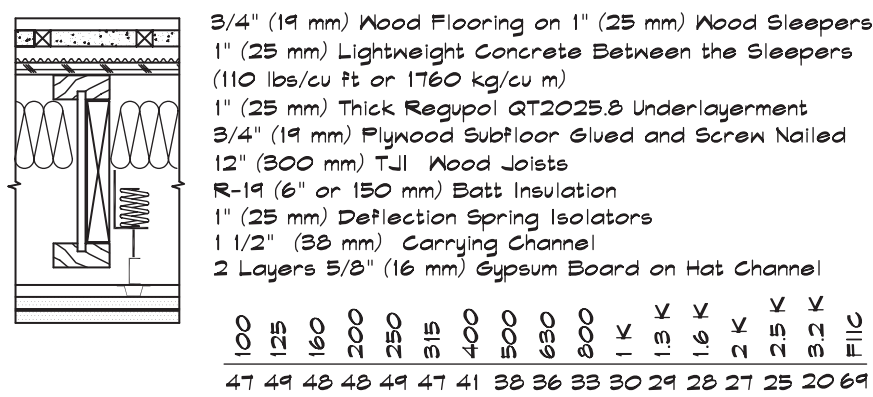 3/4" (19 mm) Wood Flooring on 1" (25 mm) Wood Sleepers
1" (25 mm) Lightweight Concrete Between the Sleepers
(110 lbs/cu ft or 1760 kg/cu m)
1" (25 mm) Thick Regupol QT2025.8 Underlayerment
3/4" (19 mm) Plywood Subfloor Glued and Screw Nailed
12" (300 mm) TJI Wood Joists
R-19 (6" or 150 mm) Batt Insulation
1" (25 mm) Deflection Spring Isolators
1 1/2" (38 mm) Carrying Channel
2 Layers 5/8" (16 mm) Gypsum Board on Hat Channel
100 125 160 200 250 315 400 500 630 800 1 K 1.3 K 1.6 K 2 K 2.5 K 3.2 K FIIC
47 49 48 48 49 47 41 38 36 33 30 29 28 27 25 20 69